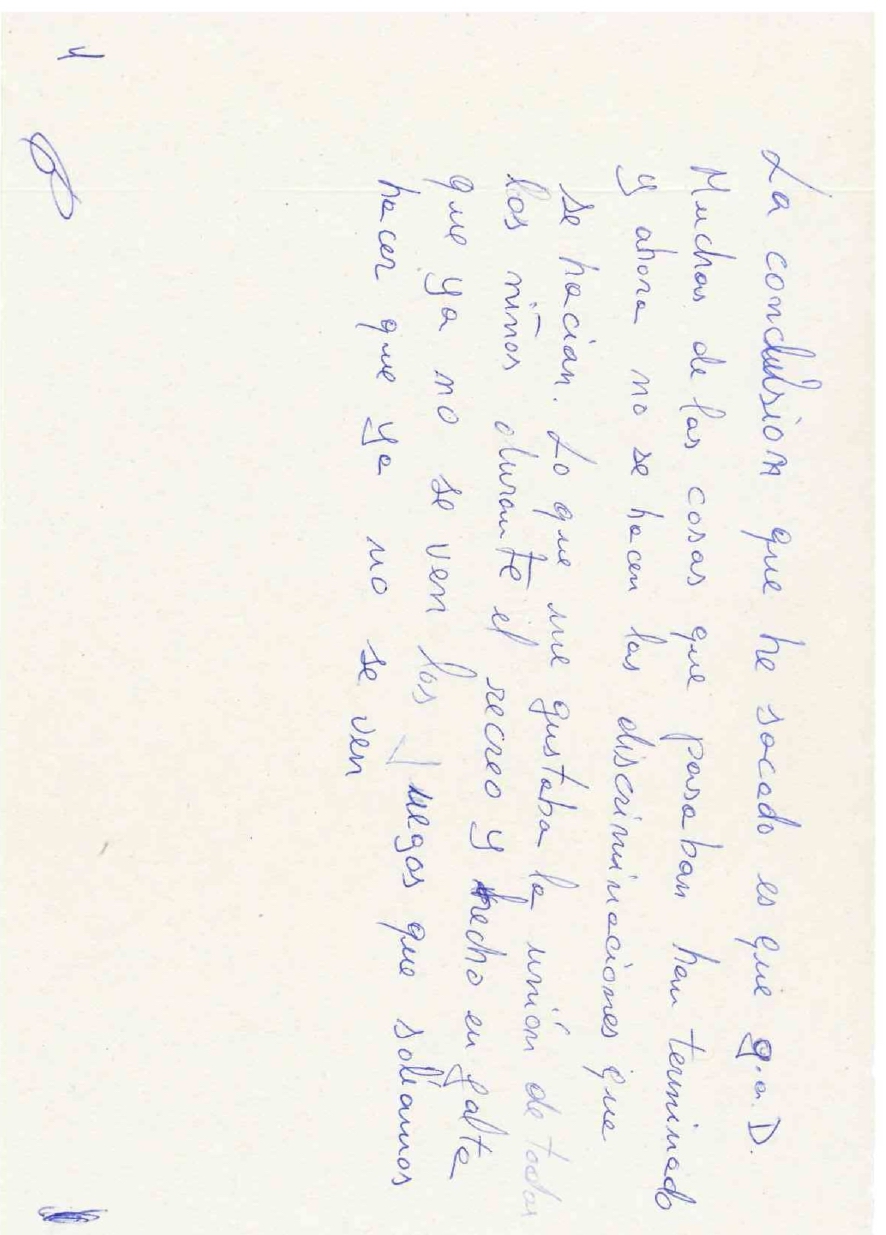 La conclusion que he sacado es que g.a.D.
Muchas de las cosas que pasaban han terminado
y ahora no se hacen las discriminaciones que
se hacian. Lo que me gustaba la unión de todos
los niños durante el recreo y hecho en falta
que ya no se ven los juegos que solíamos
hacer que ya no se ven